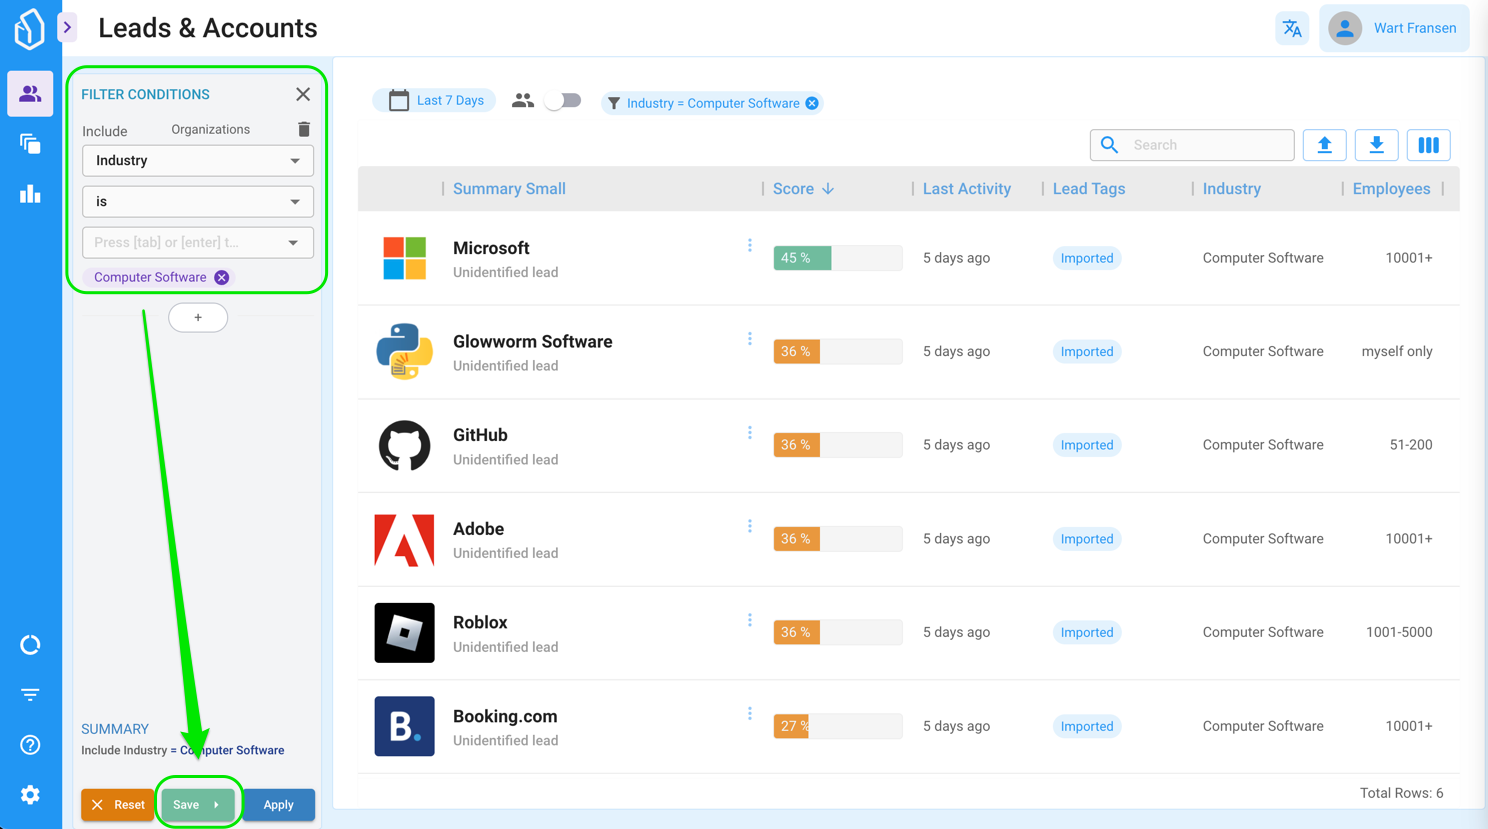 Leads & Accounts
Wart Fransen
FILTER CONDITIONS
Include Organizations
Industry
is
Press [tab] or [enter] t...
Computer Software
+
SUMMARY
Include Industry = Computer Software
Reset Save Apply
Last 7 Days Industry = Computer Software
Search
Summary Small Score Last Activity Lead Tags Industry Employees
Microsoft
Unidentified lead
45 % 5 days ago Imported Computer Software 10001+
Glowworm Software
Unidentified lead
36 % 5 days ago Imported Computer Software myself only
GitHub
Unidentified lead
36 % 5 days ago Imported Computer Software 51-200
Adobe
Unidentified lead
36 % 5 days ago Imported Computer Software 10001+
Roblox
Unidentified lead
36 % 5 days ago Imported Computer Software 1001-5000
B.
Booking.com
Unidentified lead
27 % 5 days ago Imported Computer Software 10001+
Total Rows: 6